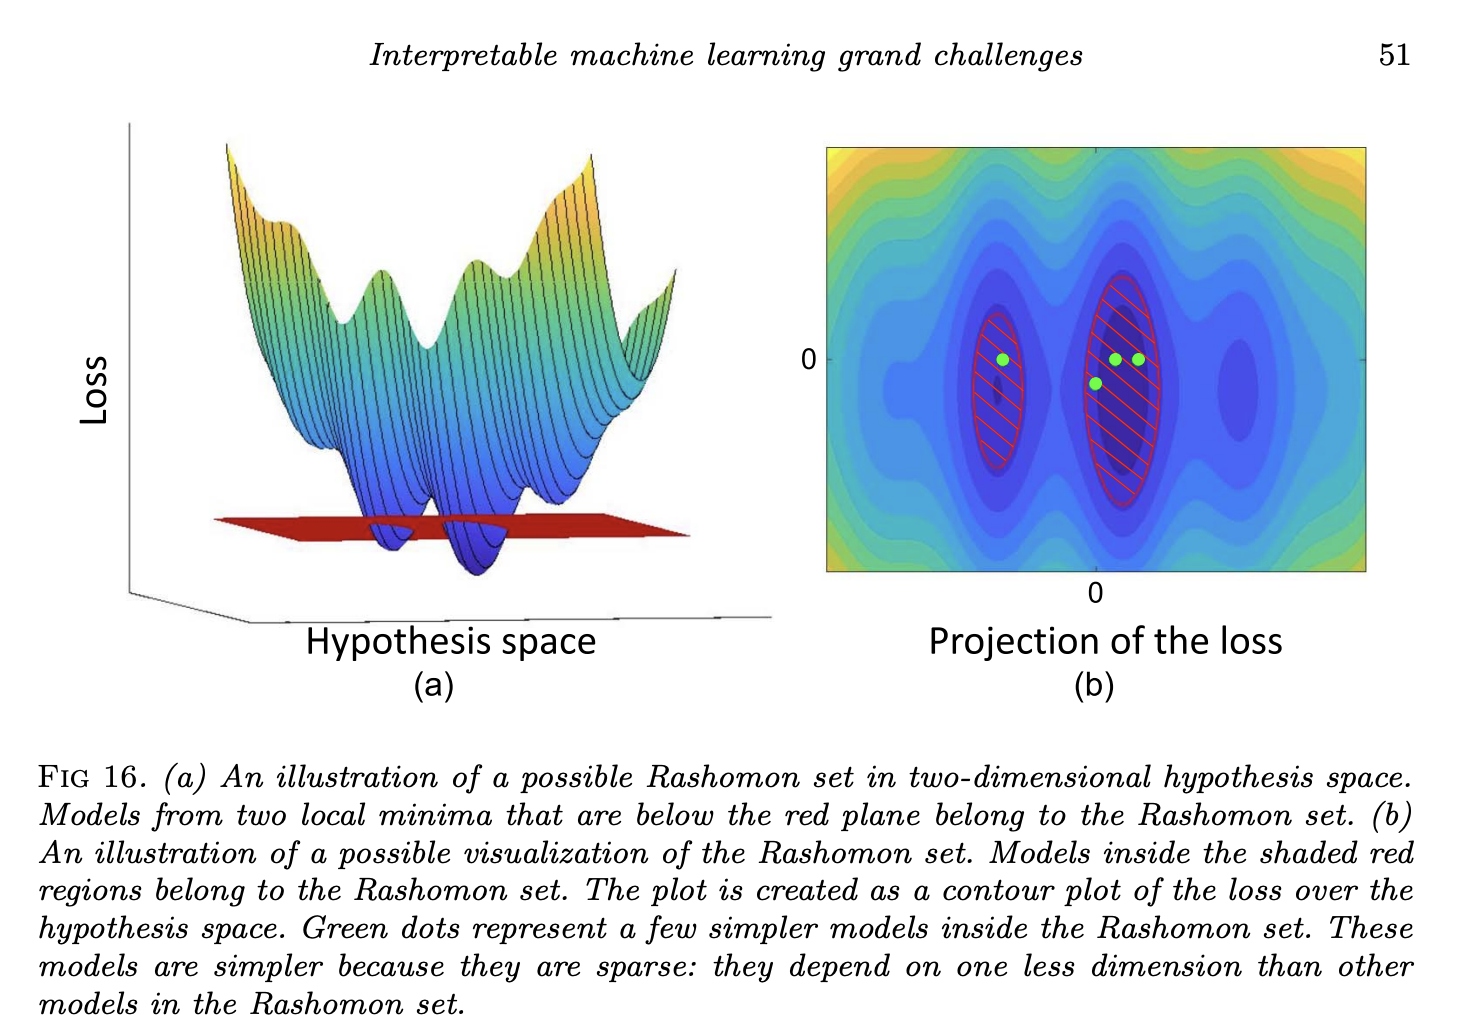 Interpretable machine learning grand challenges 51
Loss
Hypothesis space
(a)
0
0
Projection of the loss
(b)
Fig 16. (a) An illustration of a possible Rashomon set in two-dimensional hypothesis space.
Models from two local minima that are below the red plane belong to the Rashomon set. (b)
An illustration of a possible visualization of the Rashomon set. Models inside the shaded red
regions belong to the Rashomon set. The plot is created as a contour plot of the loss over the
hypothesis space. Green dots represent a few simpler models inside the Rashomon set. These
models are simpler because they are sparse: they depend on one less dimension than other
models in the Rashomon set.